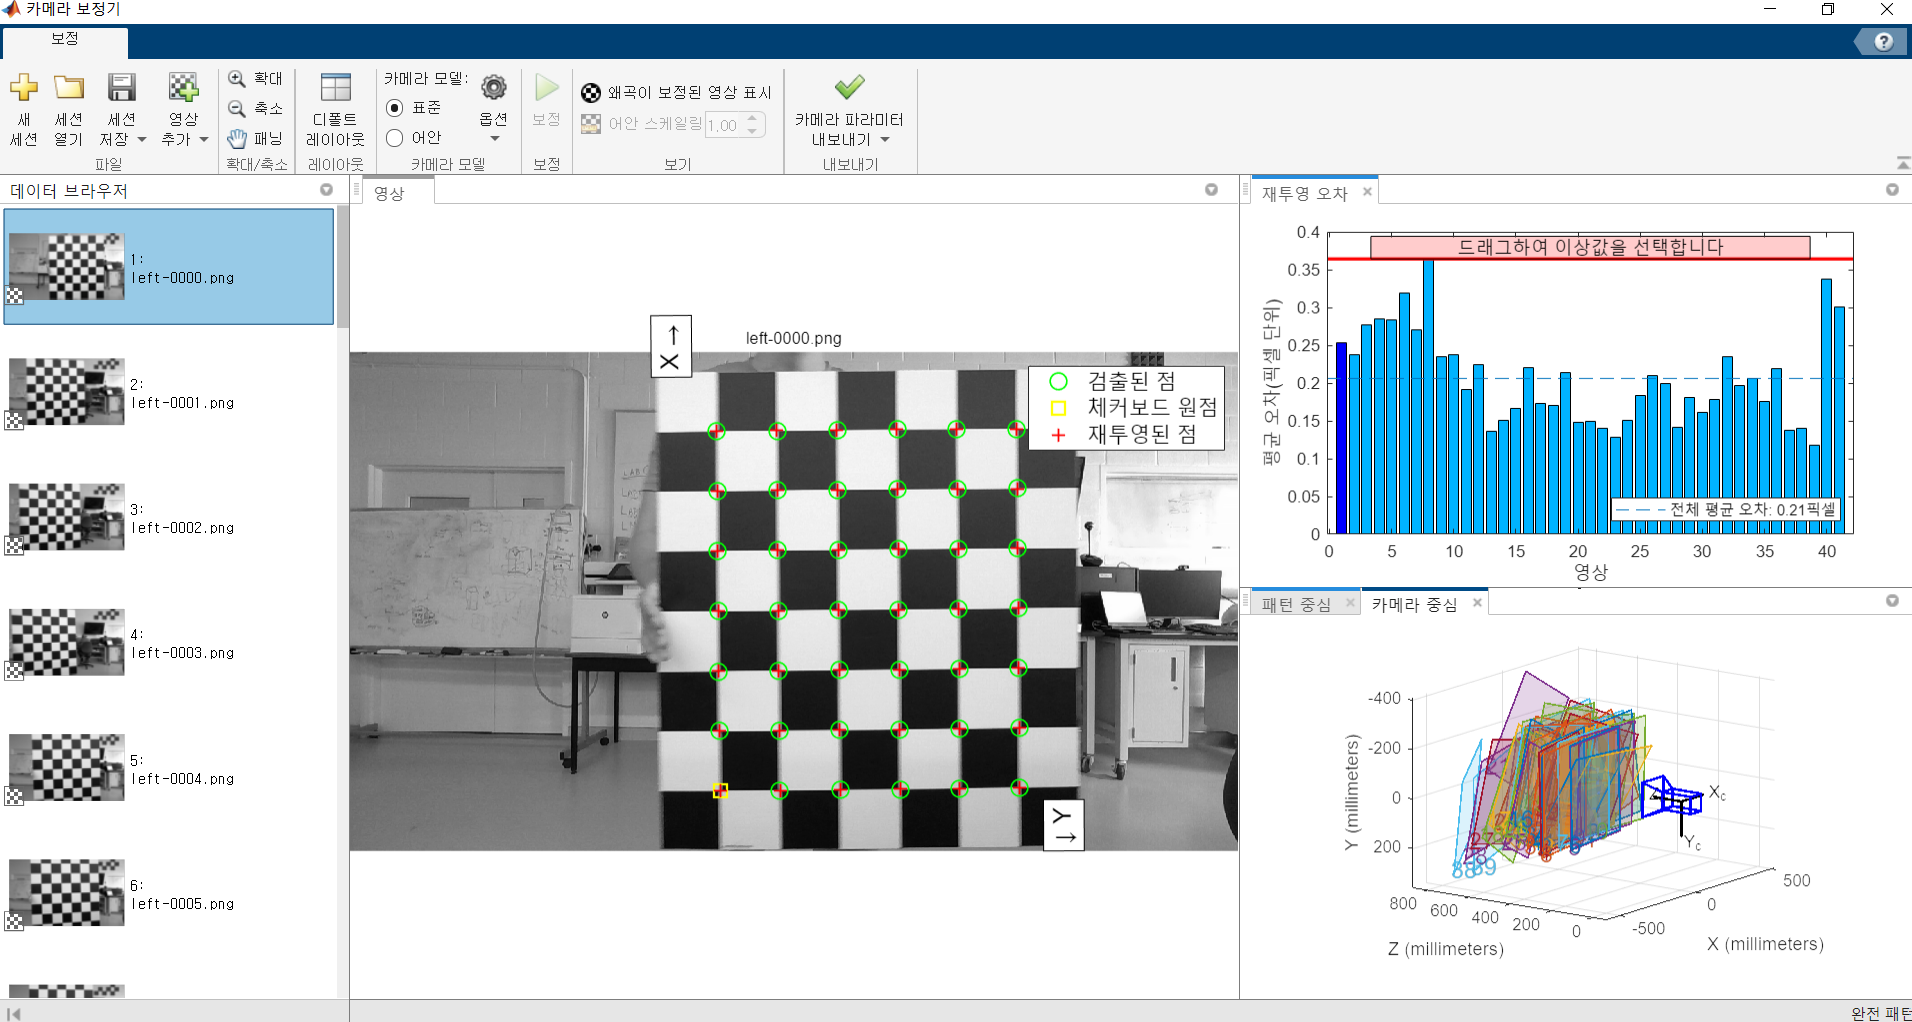 카메라 보정기
보정
새
세션
세션
열기
세션
저장
영상
추가
파일
확대
축소
패닝
확대/축소
디폴트
레이아웃
레이아웃
카메라 모델:
표준
어안
옵션
카메라 모델
보정
보정
왜곡이 보정된 영상 표시
어안 스케일링 1.00
보기
카메라 파라미터
내보내기
내보내기
데이터 브라우저
1:
left-0000.png
2:
left-0001.png
3:
left-0002.png
4:
left-0003.png
5:
left-0004.png
6:
left-0005.png
영상
left-0000.png
X →
Y →
검출된 점
체커보드 원점
재투영된 점
재투영 오차
드래그하여 이상값을 선택합니다
평균 오차(픽셀 단위)
0.4
0.35
0.3
0.25
0.2
0.15
0.1
0.05
0
전체 평균 오차: 0.21픽셀
0 5 10 15 20 25 30 35 40
영상
패턴 중심
카메라 중심
Y (millimeters)
-400
-200
0
200
Xc
Yc
800 600 400 200 0
Z (millimeters)
-500 0 500
X (millimeters)
완전 패턴